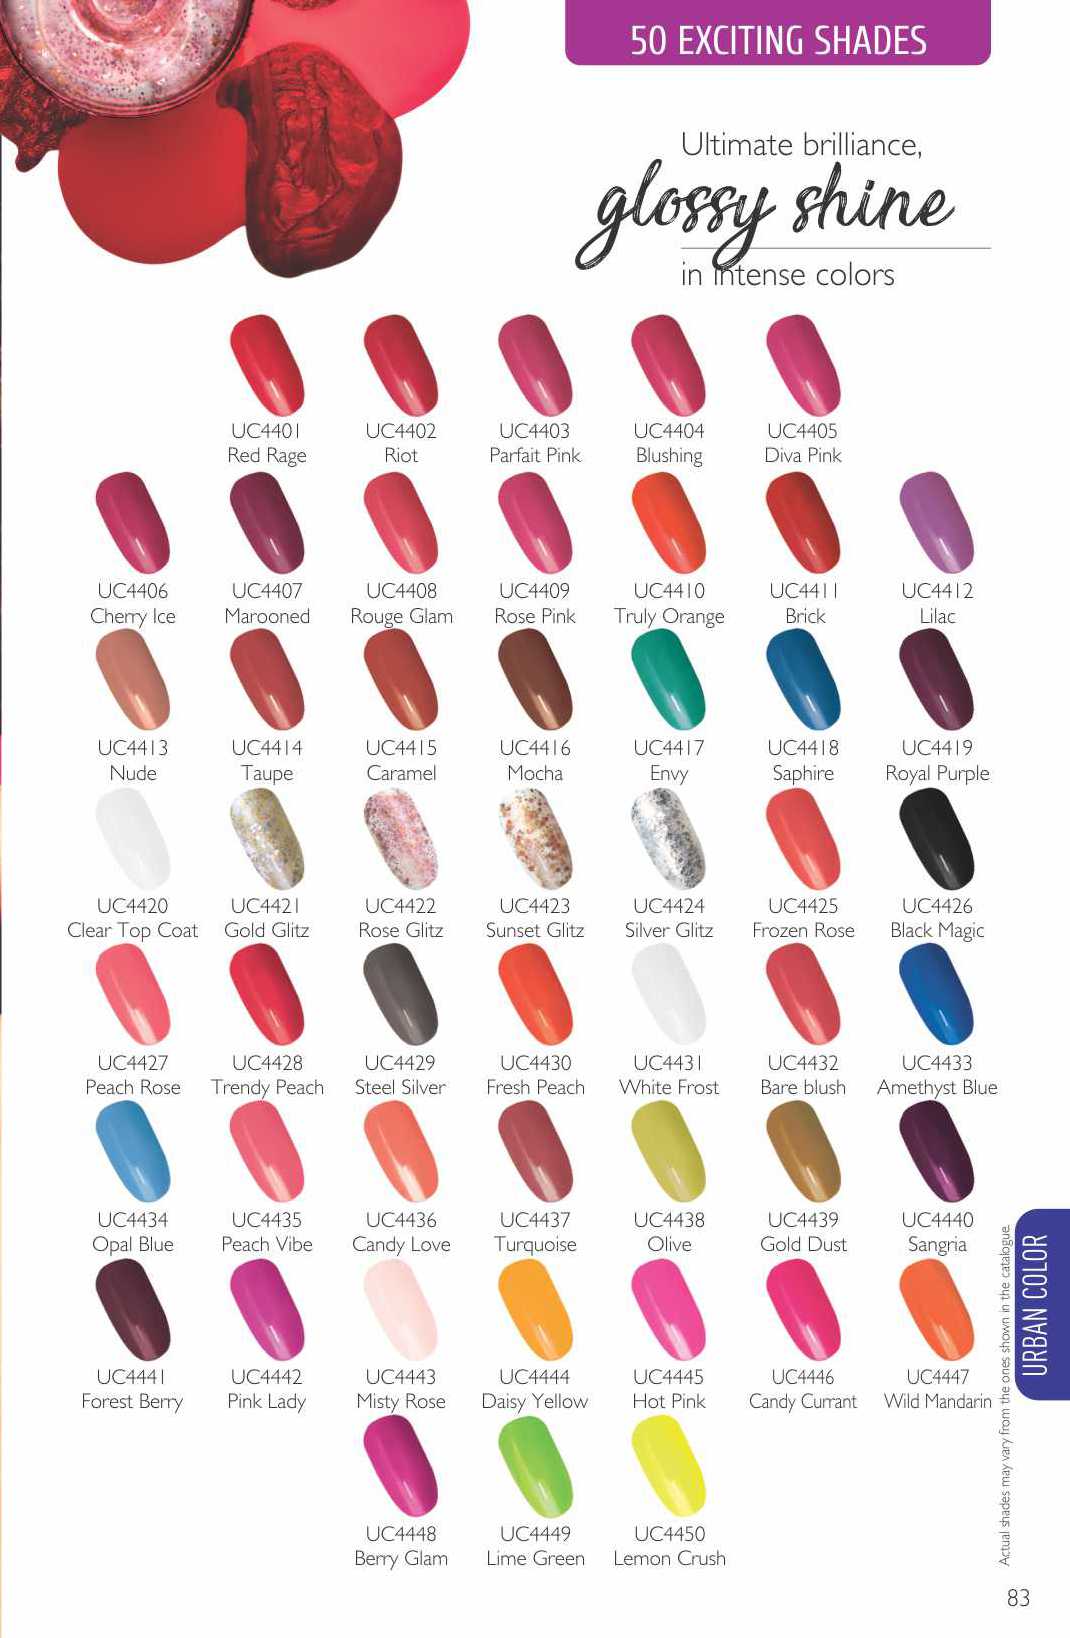 50 EXCITING SHADES
Ultimate brilliance,
glossy shine
in intense colors
UC4401 UC4402 UC4403 UC4404 UC4405
Red Rage Riot Parfait Pink Blushing Diva Pink
UC4406 UC4407 UC4408 UC4409 UC4410 UC4411 UC4412
Cherry Ice Marooned Rouge Glam Rose Pink Truly Orange Brick Lilac
UC4413 UC4414 UC4415 UC4416 UC4417 UC4418 UC4419
Nude Taupe Caramel Mocha Envy Saphire Royal Purple
UC4420 UC4421 UC4422 UC4423 UC4424 UC4425 UC4426
Clear Top Coat Gold Glitz Rose Glitz Sunset Glitz Silver Glitz Frozen Rose Black Magic
UC4427 UC4428 UC4429 UC4430 UC4431 UC4432 UC4433
Peach Rose Trendy Peach Steel Silver Fresh Peach White Frost Bare blush Amethyst Blue
UC4434 UC4435 UC4436 UC4437 UC4438 UC4439 UC4440
Opal Blue Peach Vibe Candy Love Turquoise Olive Gold Dust Sangria
UC4441 UC4442 UC4443 UC4444 UC4445 UC4446 UC4447
Forest Berry Pink Lady Misty Rose Daisy Yellow Hot Pink Candy Currant Wild Mandarin
UC4448 UC4449 UC4450
Berry Glam Lime Green Lemon Crush
Actual shades may vary from the ones shown in the catalogue.
URBAN COLOR
83